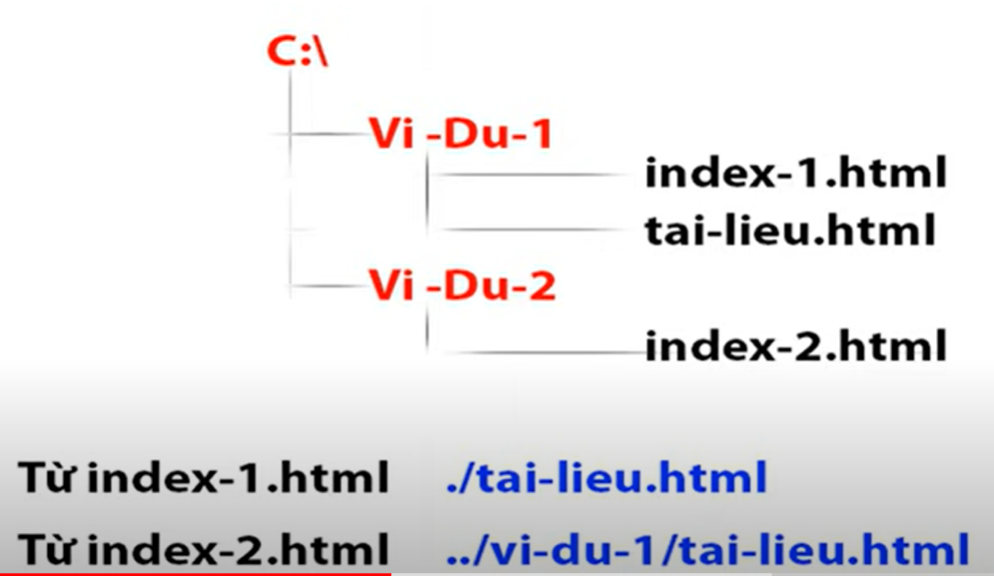 C:\
Vi -Du-1
index-1.html
tai-lieu.html
Vi -Du-2
index-2.html
Từ index-1.html ./tai-lieu.html
Từ index-2.html ../vi-du-1/tai-lieu.html